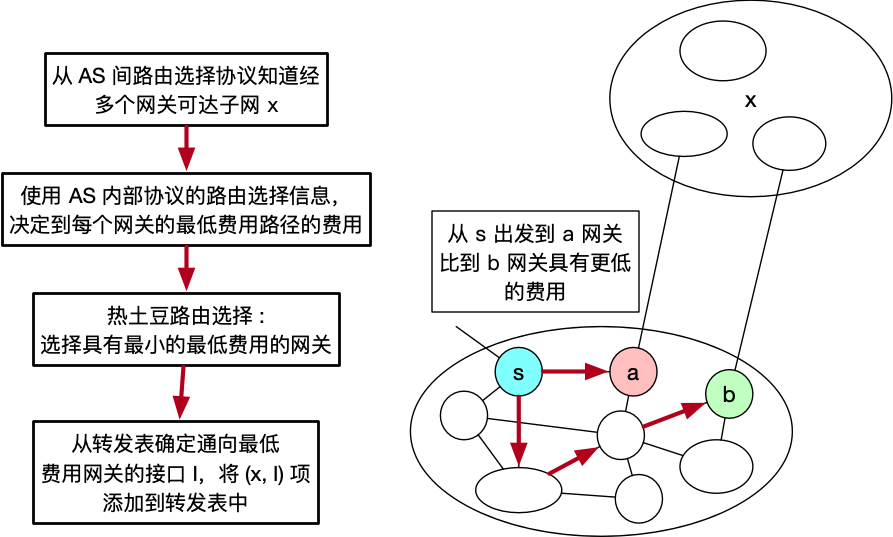 从 AS 间路由选择协议知道经
多个网关可达子网 x
使用 AS 内部协议的路由选择信息，
决定到每个网关的最低费用路径的费用
热土豆路由选择：
选择具有最小的最低费用的网关
从转发表确定通向最低
费用网关的接口 I，将 (x, I) 项
添加到转发表中
x
从 s 出发到 a 网关
比到 b 网关具有更低
的费用
s
a
b